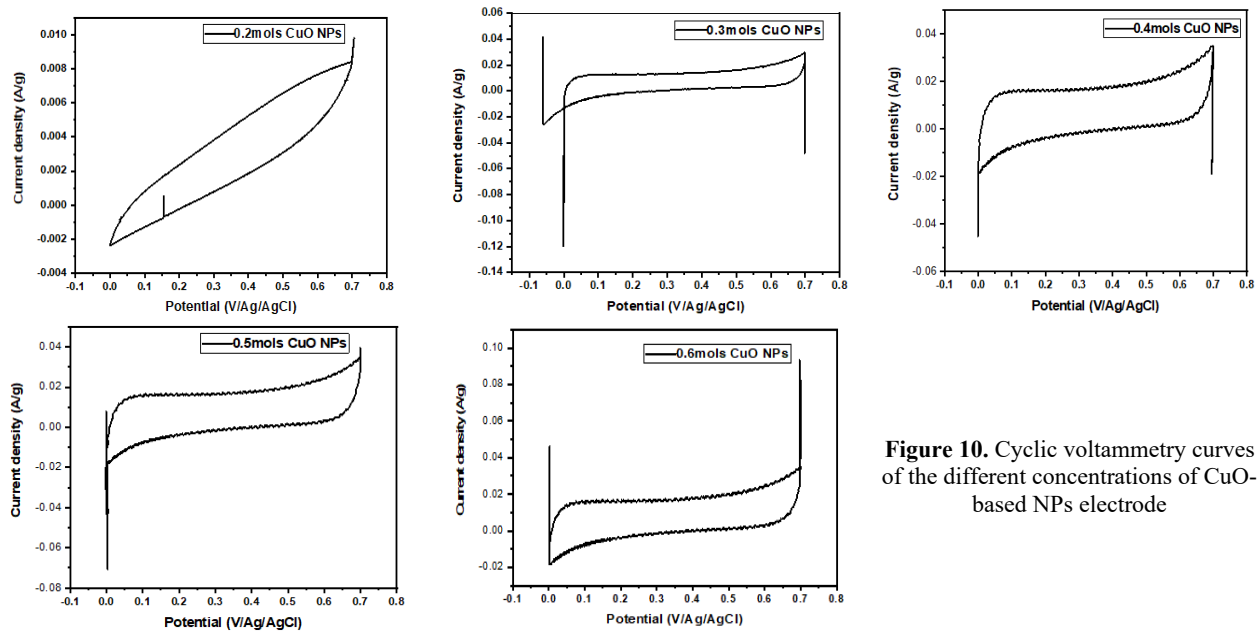 0.2mols CuO NPs
0.010
0.008
0.006
0.004
0.002
0.000
-0.002
-0.004
Current density (A/g)
-0.1 0.0 0.1 0.2 0.3 0.4 0.5 0.6 0.7 0.8
Potential (V/Ag/AgCl)
0.3mols CuO NPs
0.06
0.04
0.02
0.00
-0.02
-0.04
-0.06
-0.08
-0.10
-0.12
-0.14
Current density (A/g)
-0.1 0.0 0.1 0.2 0.3 0.4 0.5 0.6 0.7 0.8
Potential (V/Ag/AgCl)
0.4mols CuO NPs
0.04
0.02
0.00
-0.02
-0.04
-0.06
Current density (A/g)
-0.1 0.0 0.1 0.2 0.3 0.4 0.5 0.6 0.7 0.8
Potential (V/Ag/AgCl)
0.5mols CuO NPs
0.04
0.02
0.00
-0.02
-0.04
-0.06
-0.08
Current density (A/g)
-0.1 0.0 0.1 0.2 0.3 0.4 0.5 0.6 0.7 0.8
Potential (V/Ag/AgCl)
0.6mols CuO NPs
0.10
0.08
0.06
0.04
0.02
0.00
-0.02
Current density (A/g)
-0.1 0.0 0.1 0.2 0.3 0.4 0.5 0.6 0.7 0.8
Potential (V/Ag/AgCl)
Figure 10. Cyclic voltammetry curves
of the different concentrations of CuO-
based NPs electrode